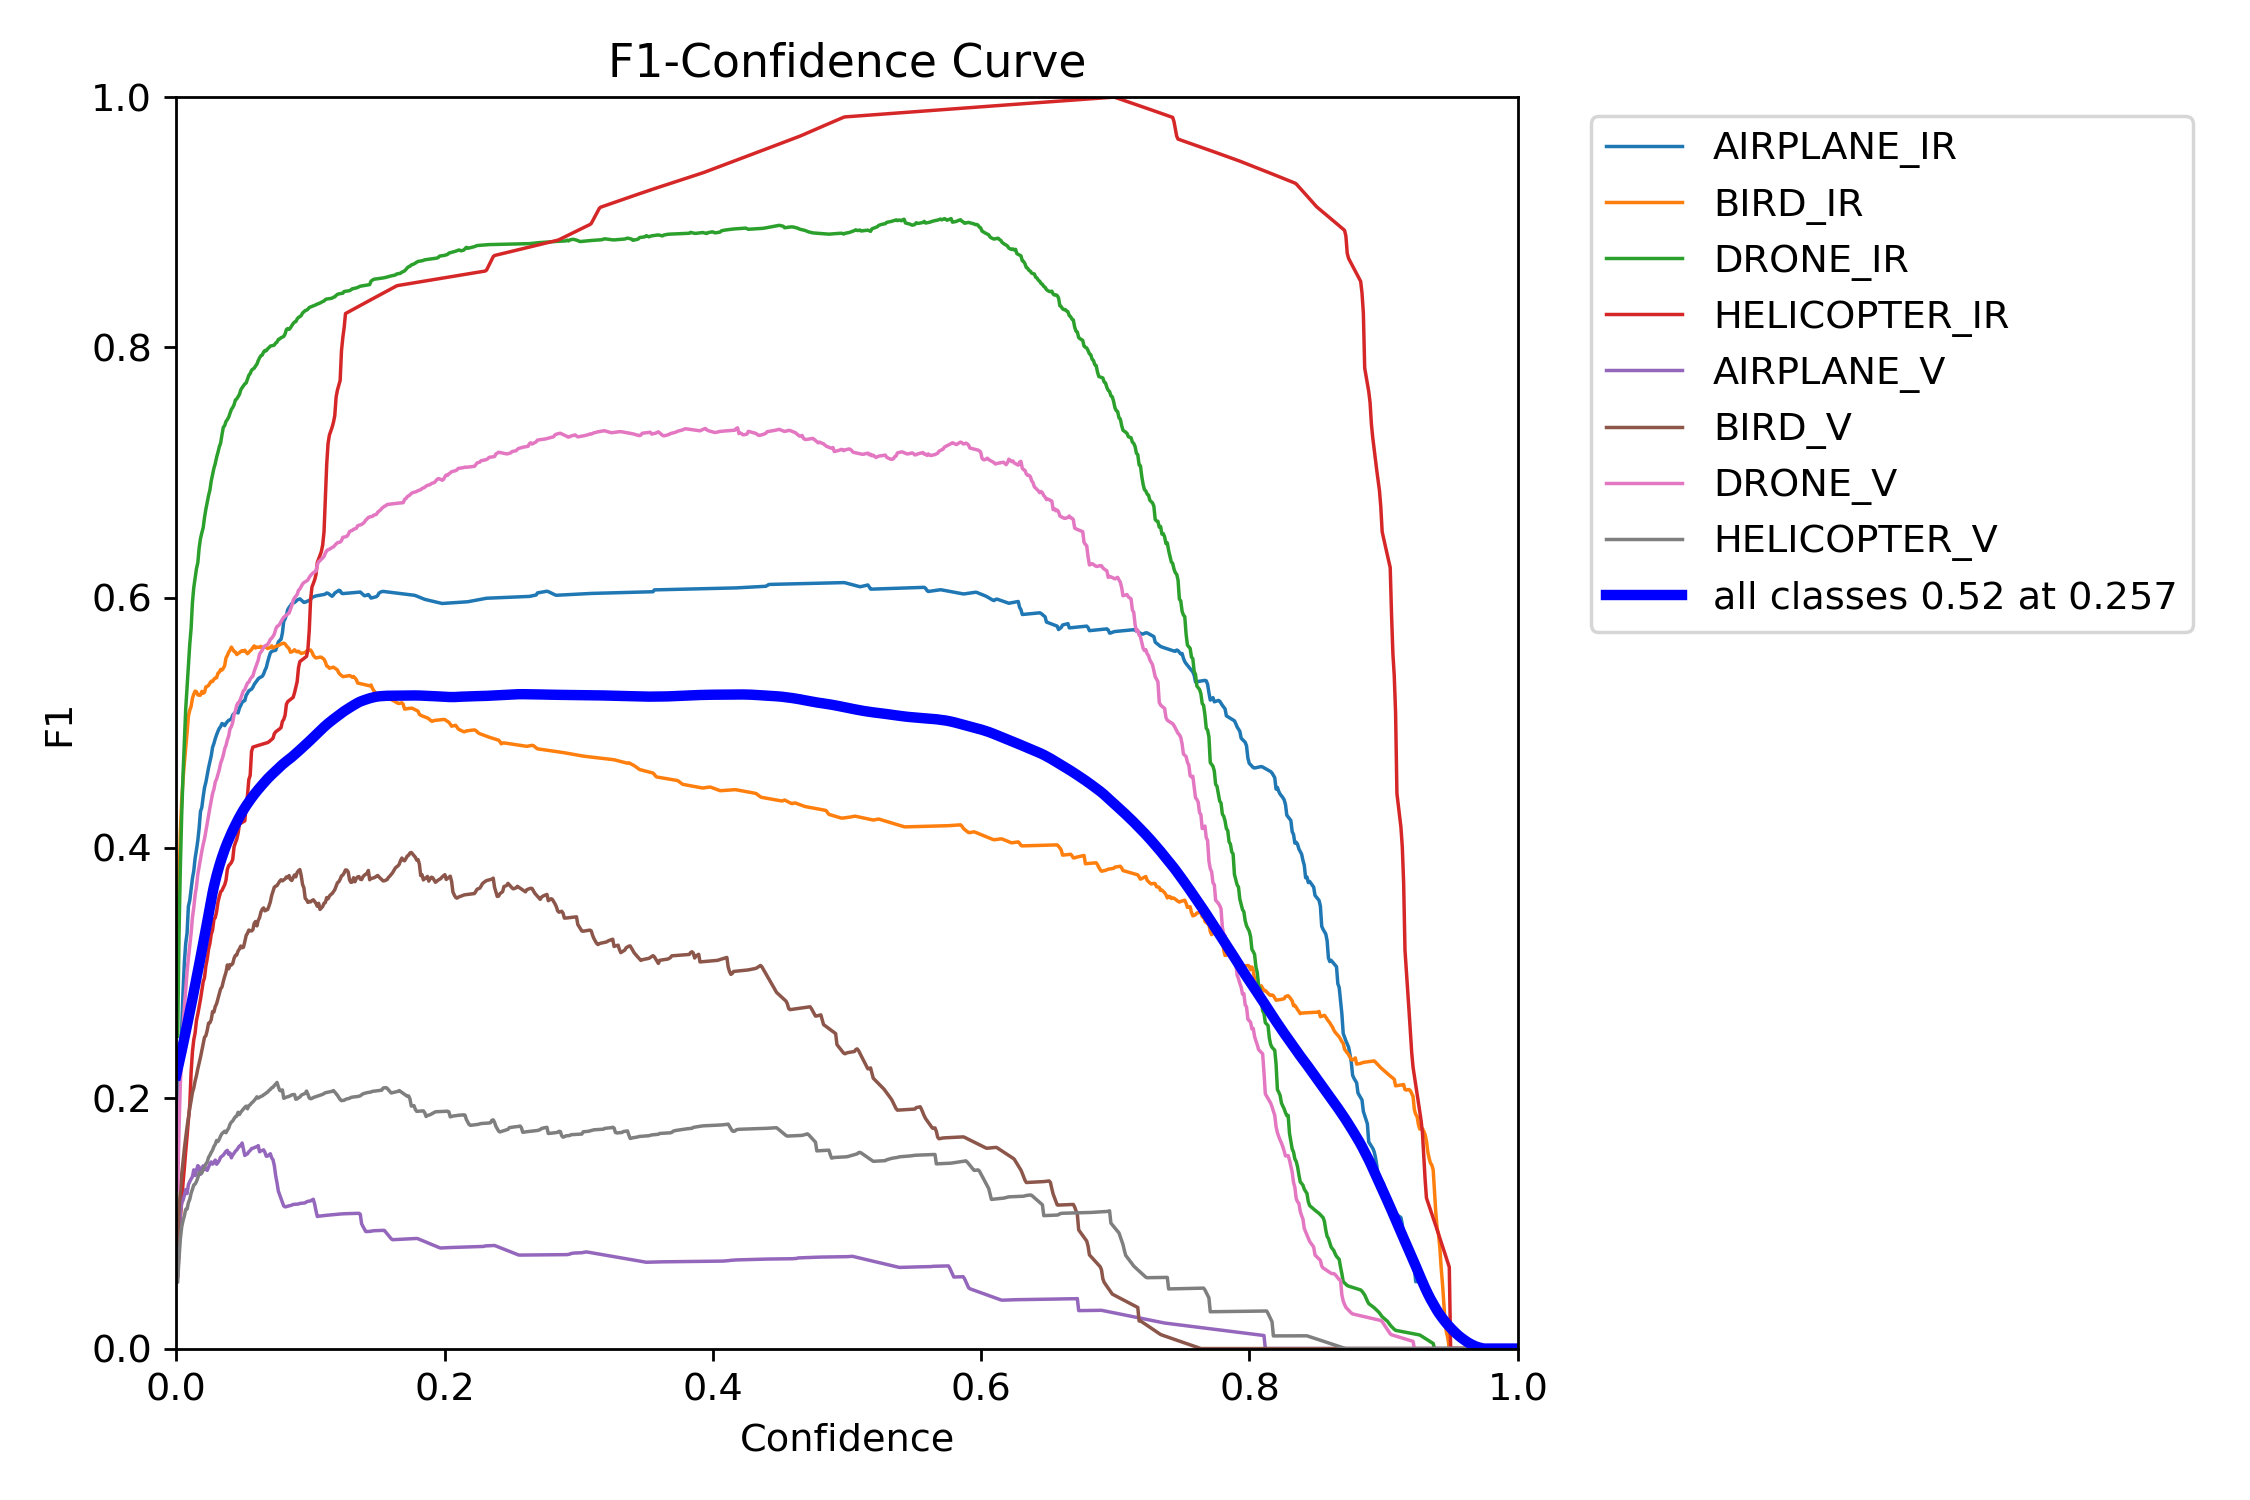 F1-Confidence Curve
1.0
0.8
0.6
0.4
0.2
0.0
F1
0.0 0.2 0.4 0.6 0.8 1.0
Confidence
AIRPLANE_IR
BIRD_IR
DRONE_IR
HELICOPTER_IR
AIRPLANE_V
BIRD_V
DRONE_V
HELICOPTER_V
all classes 0.52 at 0.257